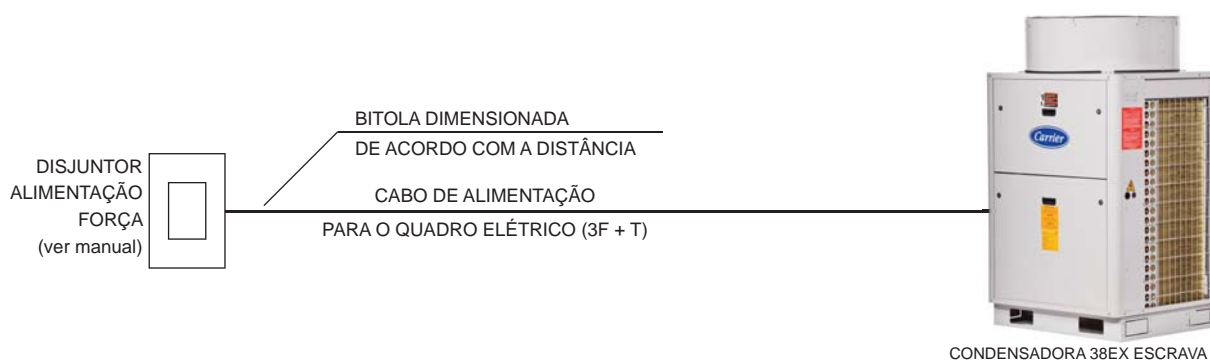 BITOLA DIMENSIONADA
DE ACORDO COM A DISTÂNCIA
DISJUNTOR
ALIMENTAÇÃO
FORÇA
(ver manual)
CABO DE ALIMENTAÇÃO
PARA O QUADRO ELÉTRICO (3F + T)
Carrier
CONDENSADORA 38EX ESCRAVA